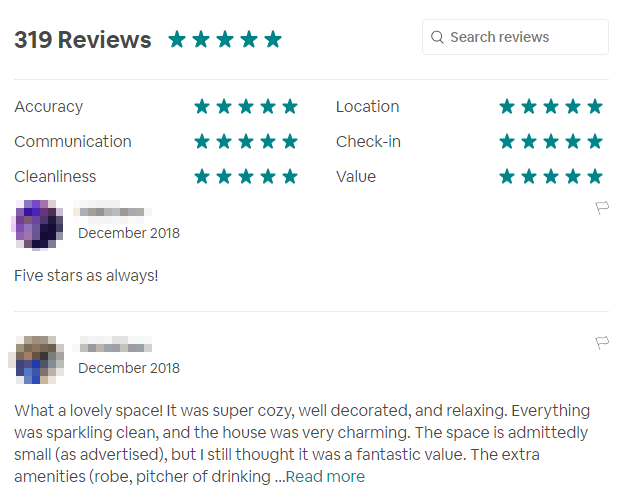 319 Reviews
Search reviews
Accuracy
Location
Communication
Check-in
Cleanliness
Value
December 2018
Five stars as always!
December 2018
What a lovely space! It was super cozy, well decorated, and relaxing. Everything
was sparkling clean, and the house was very charming. The space is admittedly
small (as advertised), but I still thought it was a fantastic value. The extra
amenities (robe, pitcher of drinking ...Read more